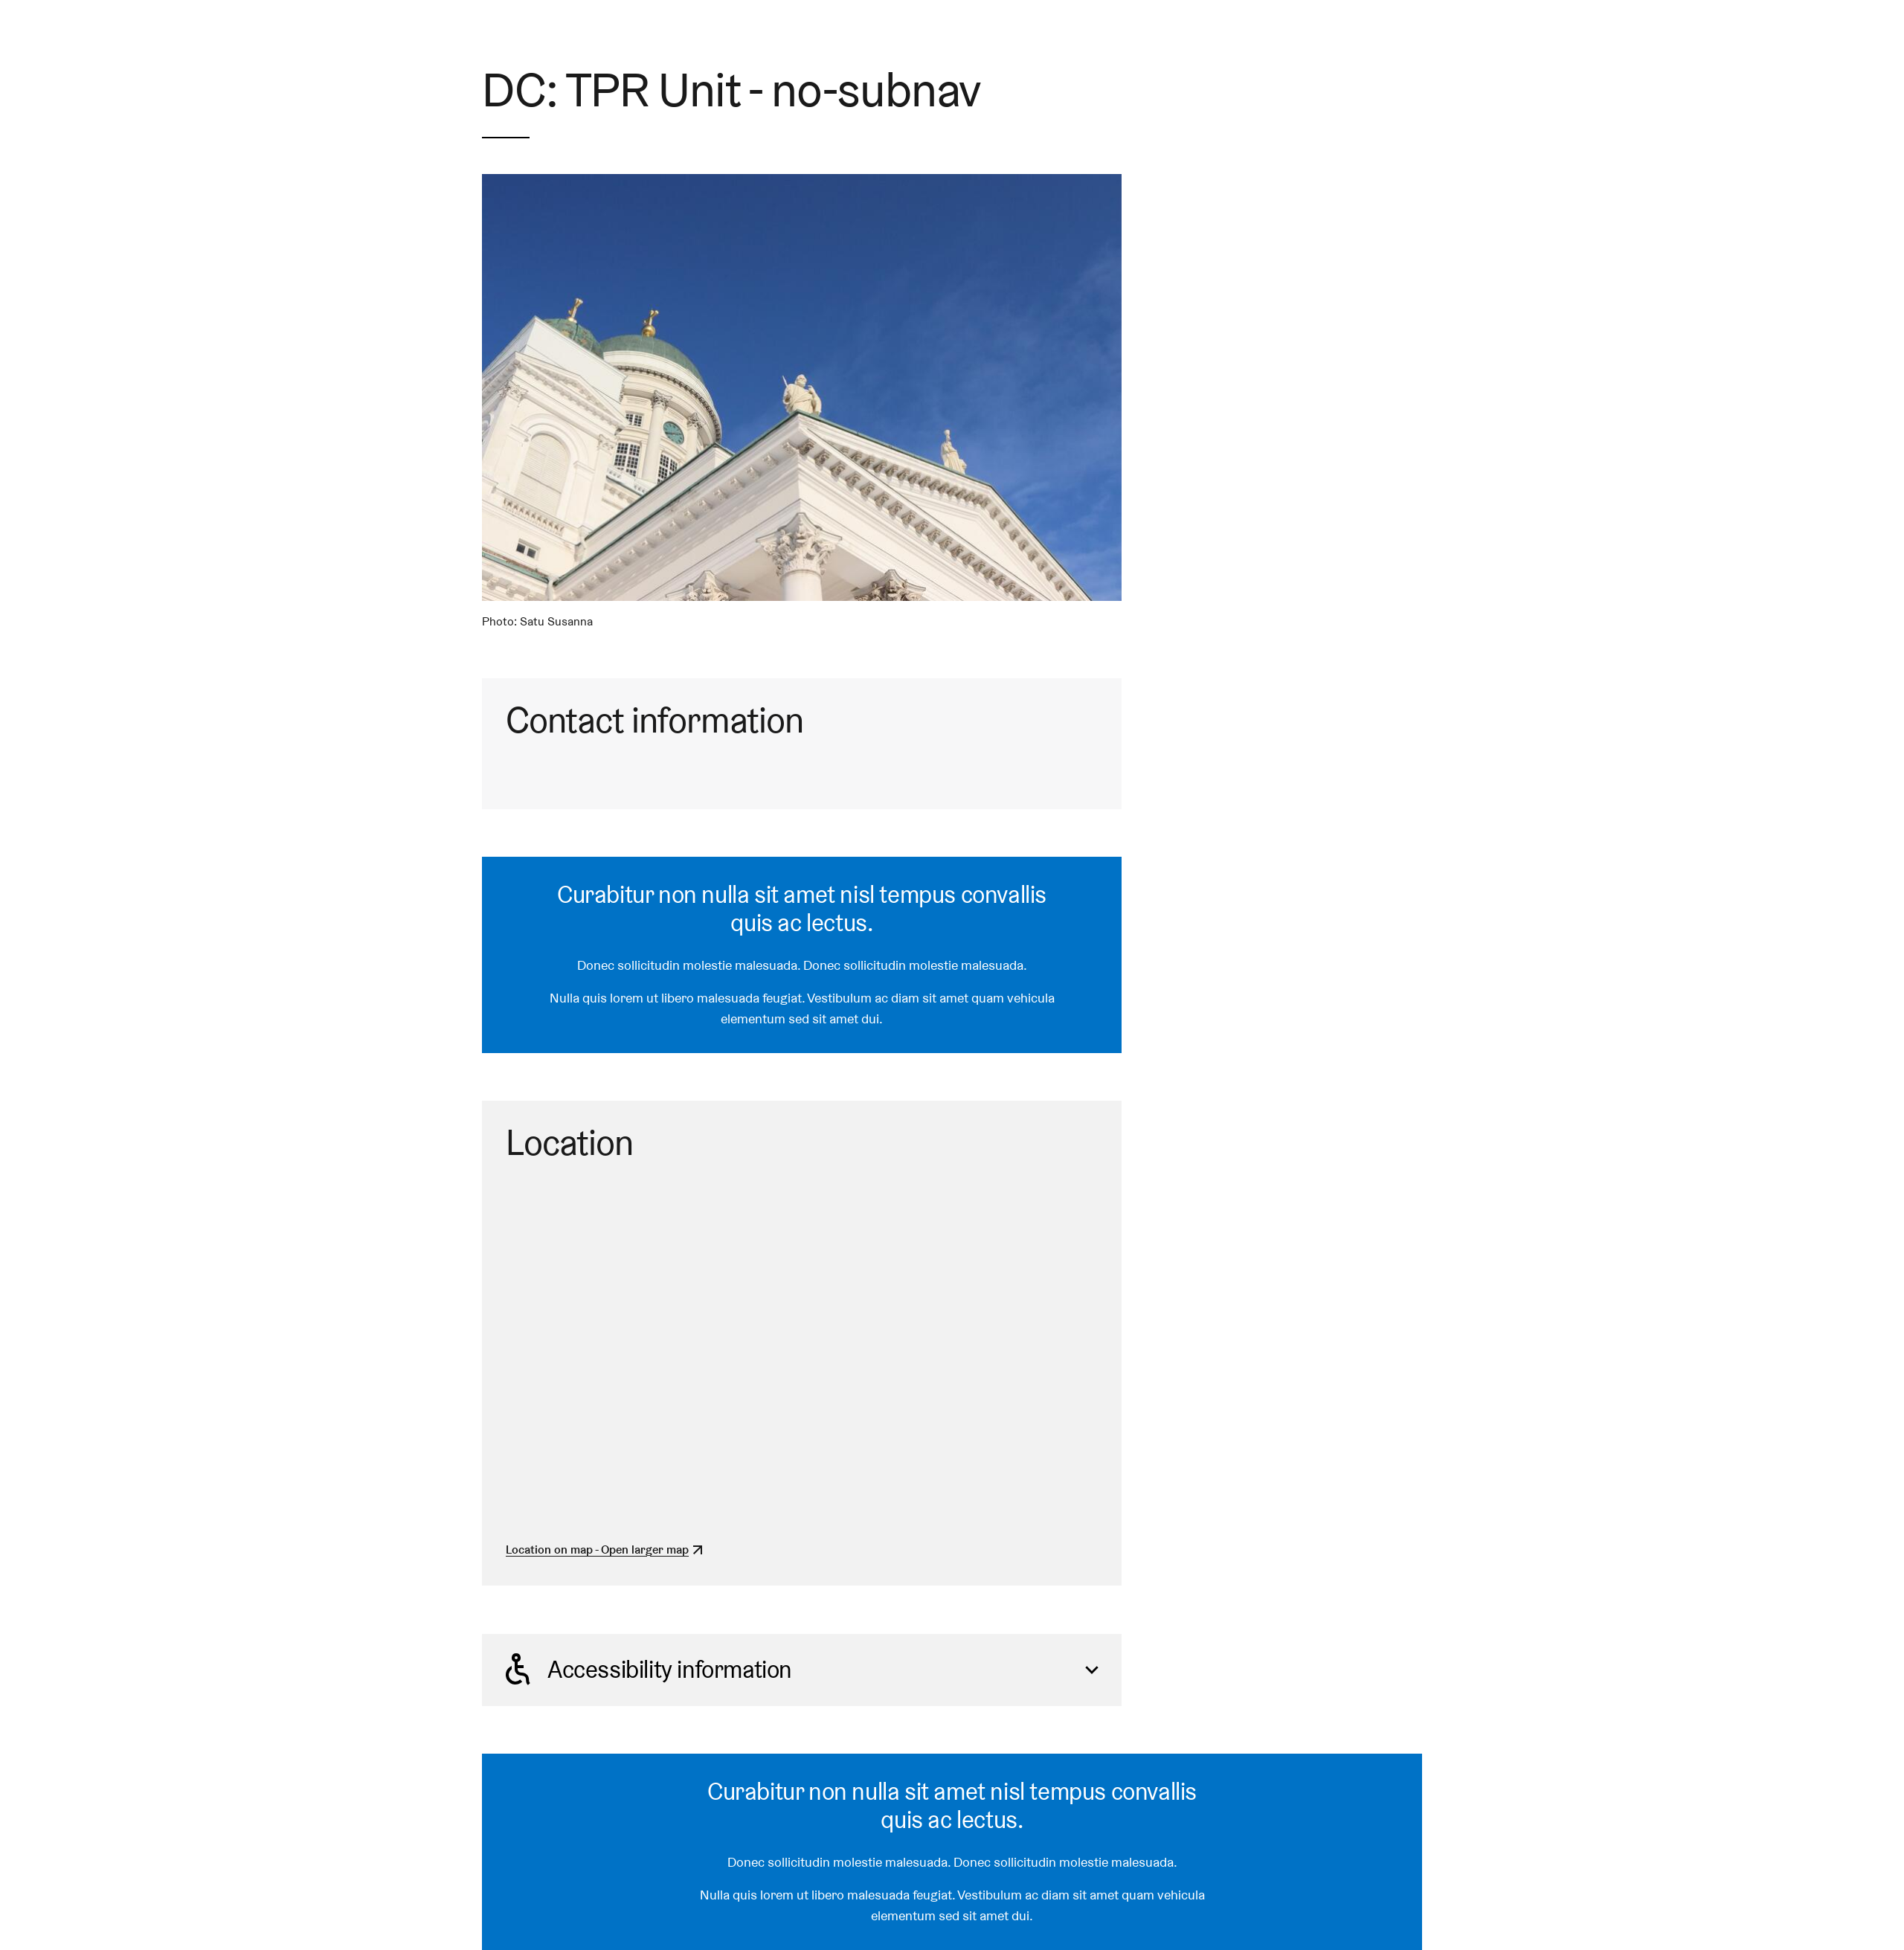 DC: TPR Unit - no-subnav
Photo: Satu Susanna
Contact information
Curabitur non nulla sit amet nisl tempus convallis
quis ac lectus.
Donec sollicitudin molestie malesuada. Donec sollicitudin molestie malesuada.
Nulla quis lorem ut libero malesuada feugiat. Vestibulum ac diam sit amet quam vehicula
elementum sed sit amet dui.
Location
Location on map - Open larger map
Accessibility information
Curabitur non nulla sit amet nisl tempus convallis
quis ac lectus.
Donec sollicitudin molestie malesuada. Donec sollicitudin molestie malesuada.
Nulla quis lorem ut libero malesuada feugiat. Vestibulum ac diam sit amet quam vehicula
elementum sed sit amet dui.